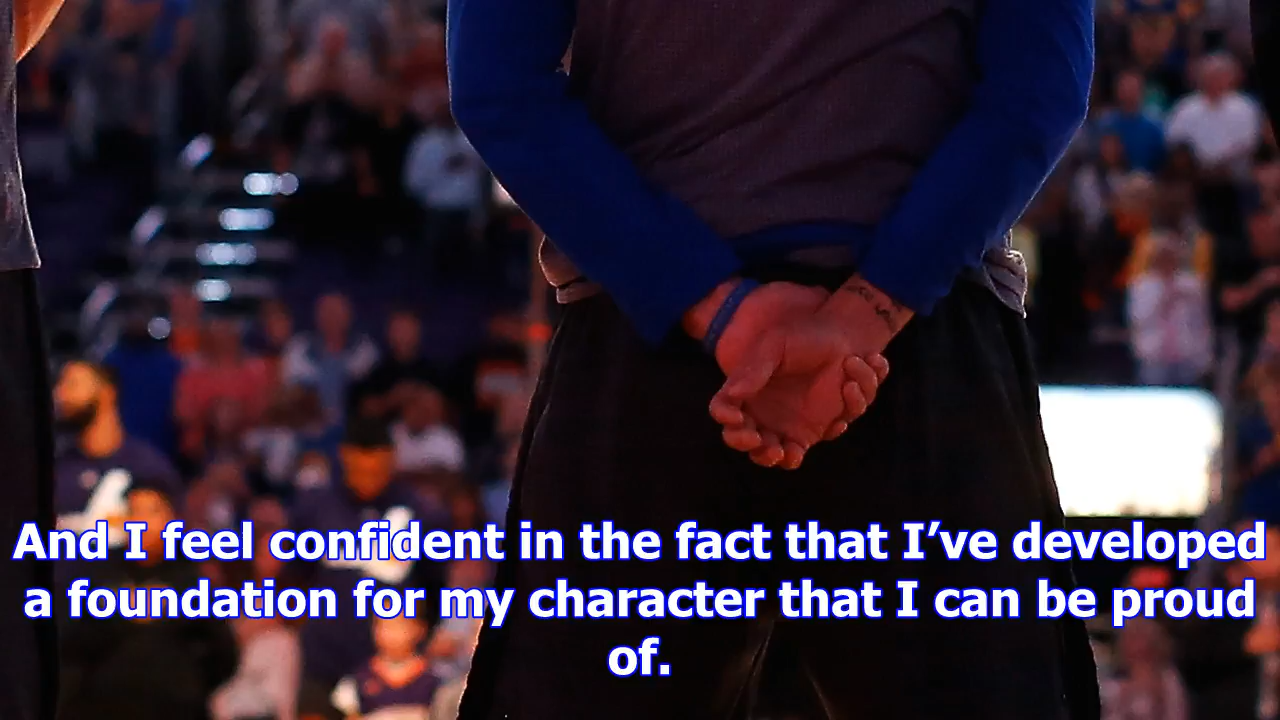 And I feel confident in the fact that I’ve developed
a foundation for my character that I can be proud
of.